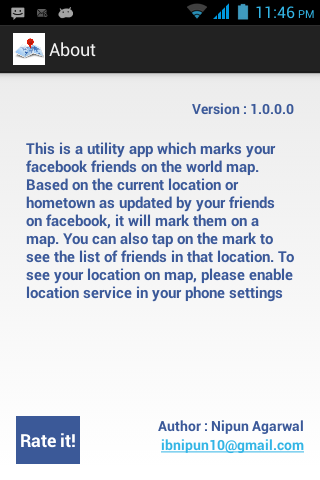 11:46 PM
About
Version : 1.0.0.0
This is a utility app which marks your
facebook friends on the world map.
Based on the current location or
hometown as updated by your friends
on facebook, it will mark them on a
map. You can also tap on the mark to
see the list of friends in that location. To
see your location on map, please enable
location service in your phone settings
Rate it!
Author : Nipun Agarwal
ibnipun10@gmail.com